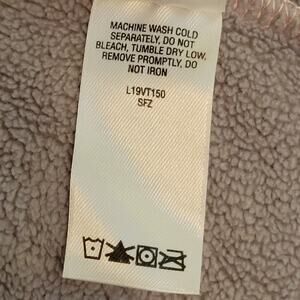 MACHINE WASH COLD
SEPARATELY, DO NOT
BLEACH, TUMBLE DRY LOW,
REMOVE PROMPTLY, DO
NOT IRON
L19VT150
SFZ